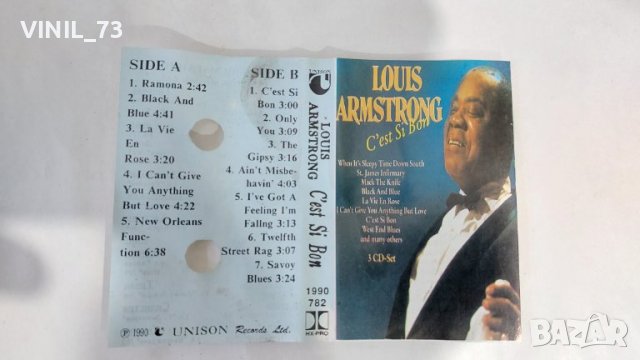 VINIL_73
SIDE A
1. Ramona 2:42
2. Black And
Blue 4:41
3. La Vie
En
Rose 3:20
4. I Can't Give
You Anything
But Love 4:22
5. New Orleans
Func-
tion 6:38
SIDE B
1. C'est Si
Bon 3:00
2. Only
You 3:09
3. The
Gipsy 3:16
4. Ain't Misbe-
havin' 4:03
5. I've Got A
Feeling I'm
Fallng 3:13
6. Twelfth
Street Rag 3:07
7. Savoy
Blues 3:24
℗ 1990 UNISON Records Ltd.
UNISON
LOUIS
ARMSTRONG
C'est Si Bon
1990
782
HX-PRO
LOUIS
ARMSTRONG
C'est Si Bon
When It's Sleepy Time Down South
St. James Infirmary
Mack The Knife
Black And Blue
La Vie En Rose
I Can't Give You Anything But Love
C'est Si Bon
West End Blues
and many others
3 CD-Set
BAZAR